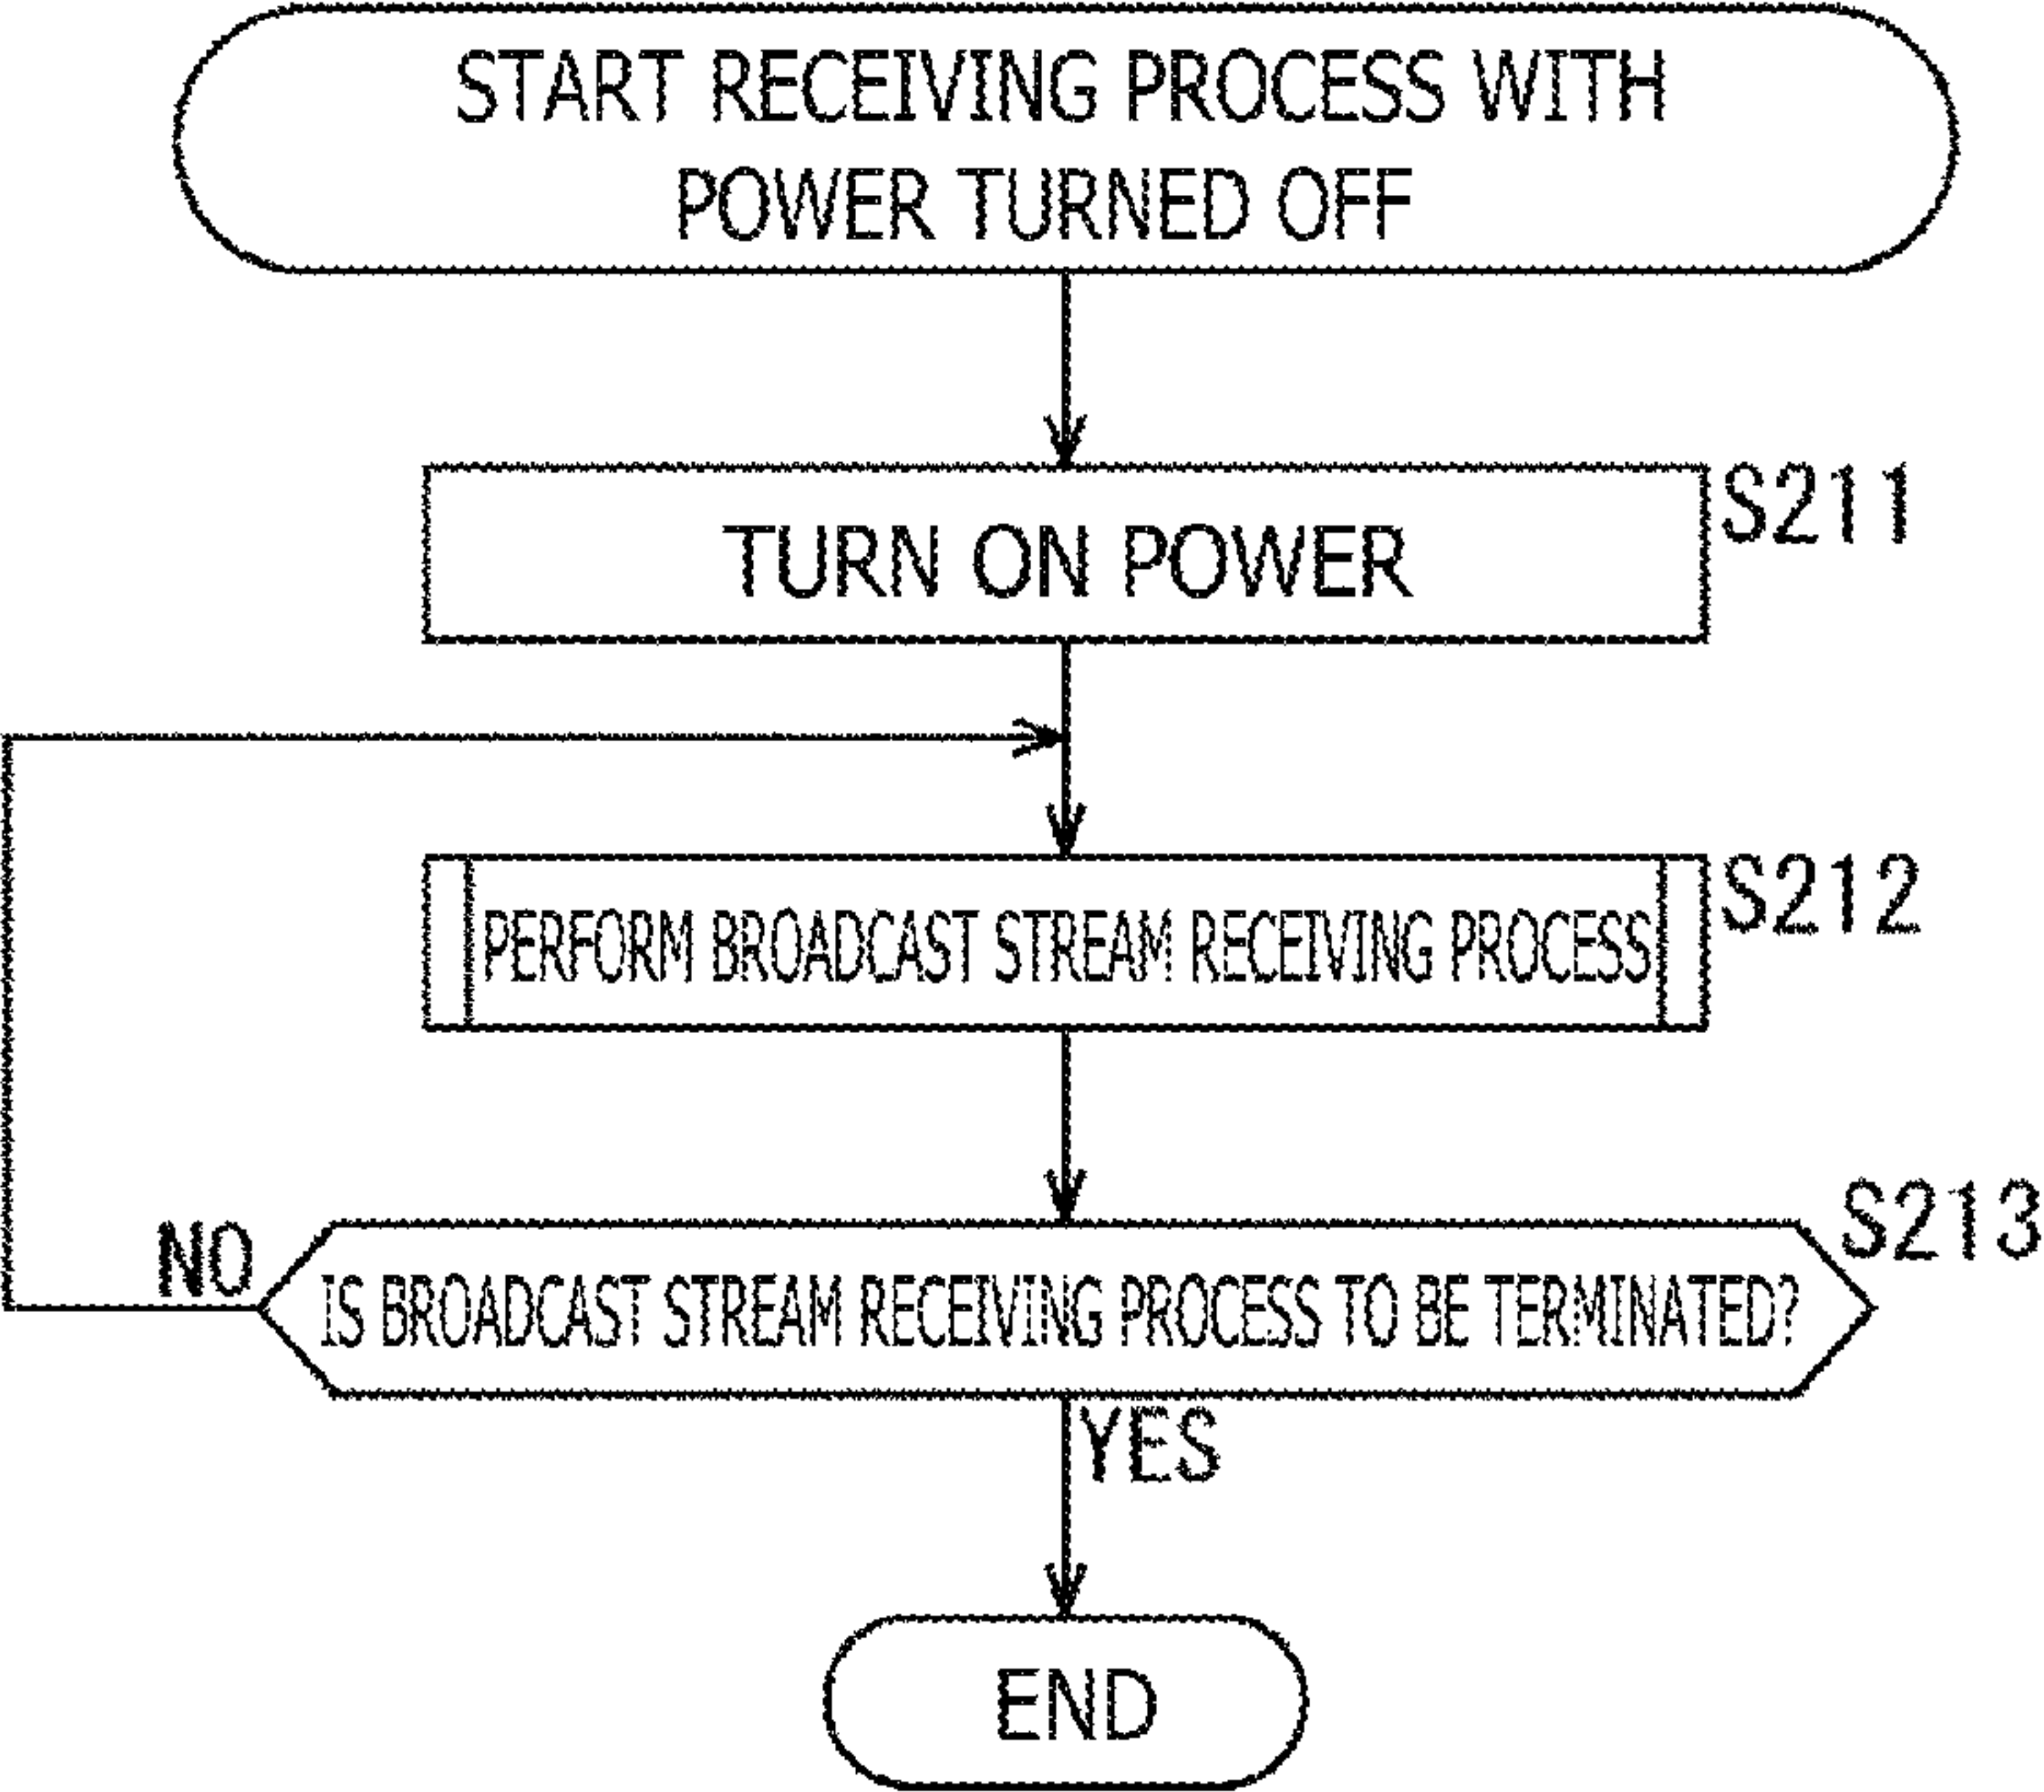 START RECEIVING PROCESS WITH
POWER TURNED OFF
TURN ON POWER
S211
PERFORM BROADCAST STREAM RECEIVING PROCESS
S212
IS BROADCAST STREAM RECEIVING PROCESS TO BE TERMINATED?
S213
NO
YES
END